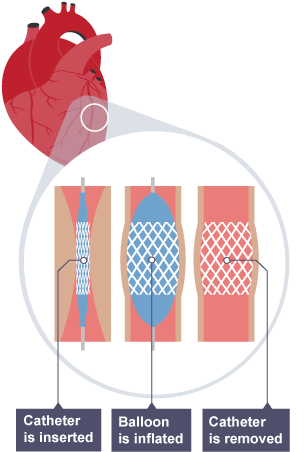 Catheter
is inserted
Balloon
is inflated
Catheter
is removed